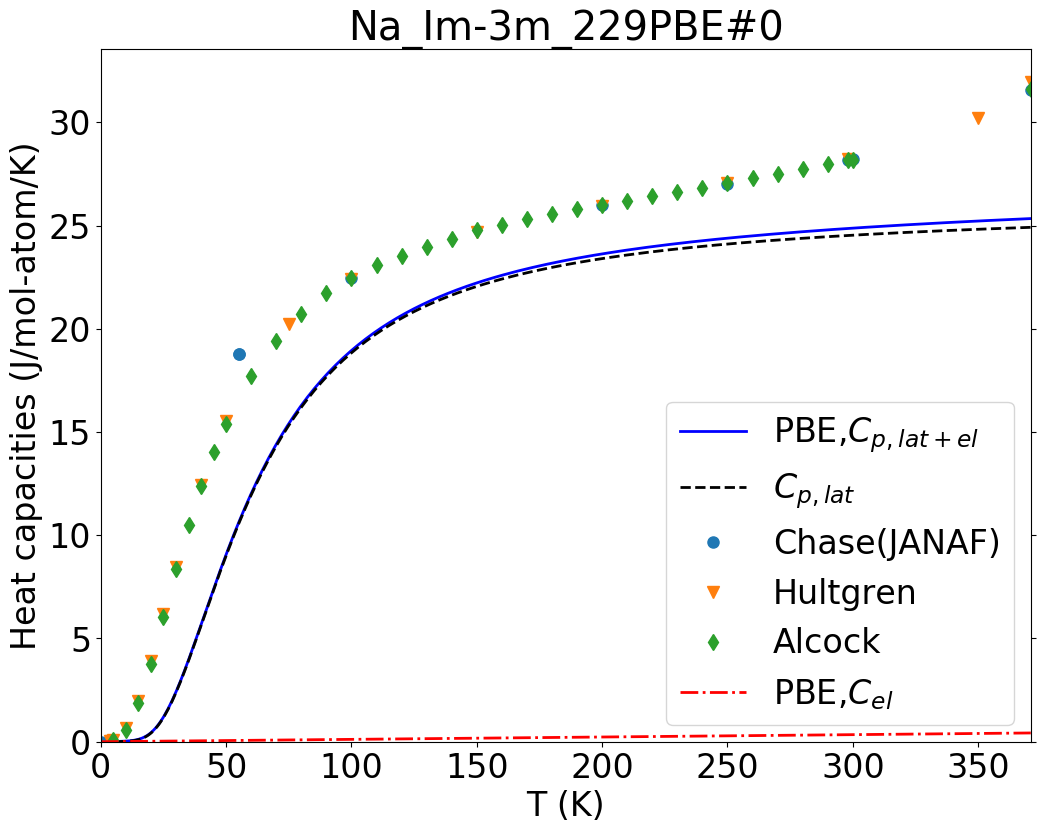 Na_Im-3m_229PBE#0
Heat capacities (J/mol-atom/K)
30
25
20
15
10
5
0
0 50 100 150 200 250 300 350
T (K)
PBE,C_{p, lat+el}
C_{p, lat}
Chase(JANAF)
Hultgren
Alcock
PBE,C_{el}